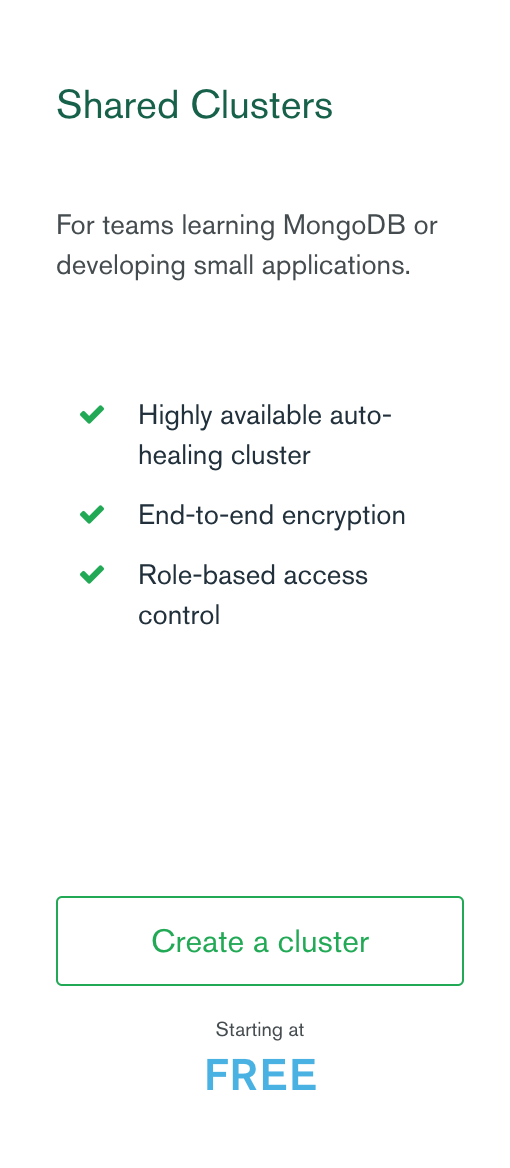 Shared Clusters
For teams learning MongoDB or
developing small applications.
Highly available auto-
healing cluster
End-to-end encryption
Role-based access
control
Create a cluster
Starting at
FREE